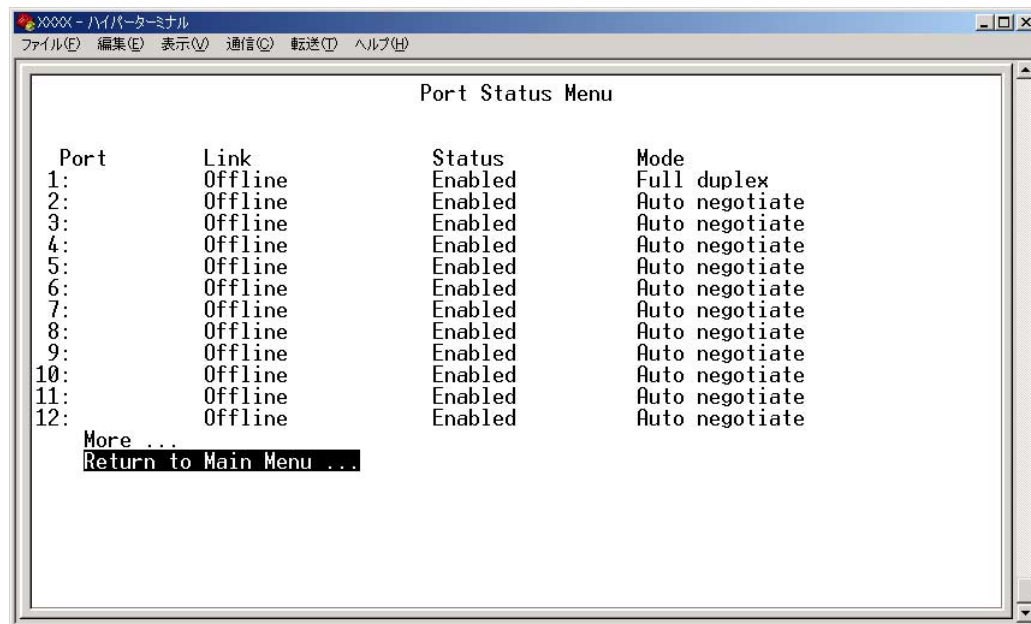 XXXX - ハイパーターミナル
ファイル(F) 編集(E) 表示(V) 通信(C) 転送(T) ヘルプ(H)
Port Status Menu
Port Link Status Mode
1: Offline Enabled Full duplex
2: Offline Enabled Auto negotiate
3: Offline Enabled Auto negotiate
4: Offline Enabled Auto negotiate
5: Offline Enabled Auto negotiate
6: Offline Enabled Auto negotiate
7: Offline Enabled Auto negotiate
8: Offline Enabled Auto negotiate
9: Offline Enabled Auto negotiate
10: Offline Enabled Auto negotiate
11: Offline Enabled Auto negotiate
12: Offline Enabled Auto negotiate
More ...
Return to Main Menu ...